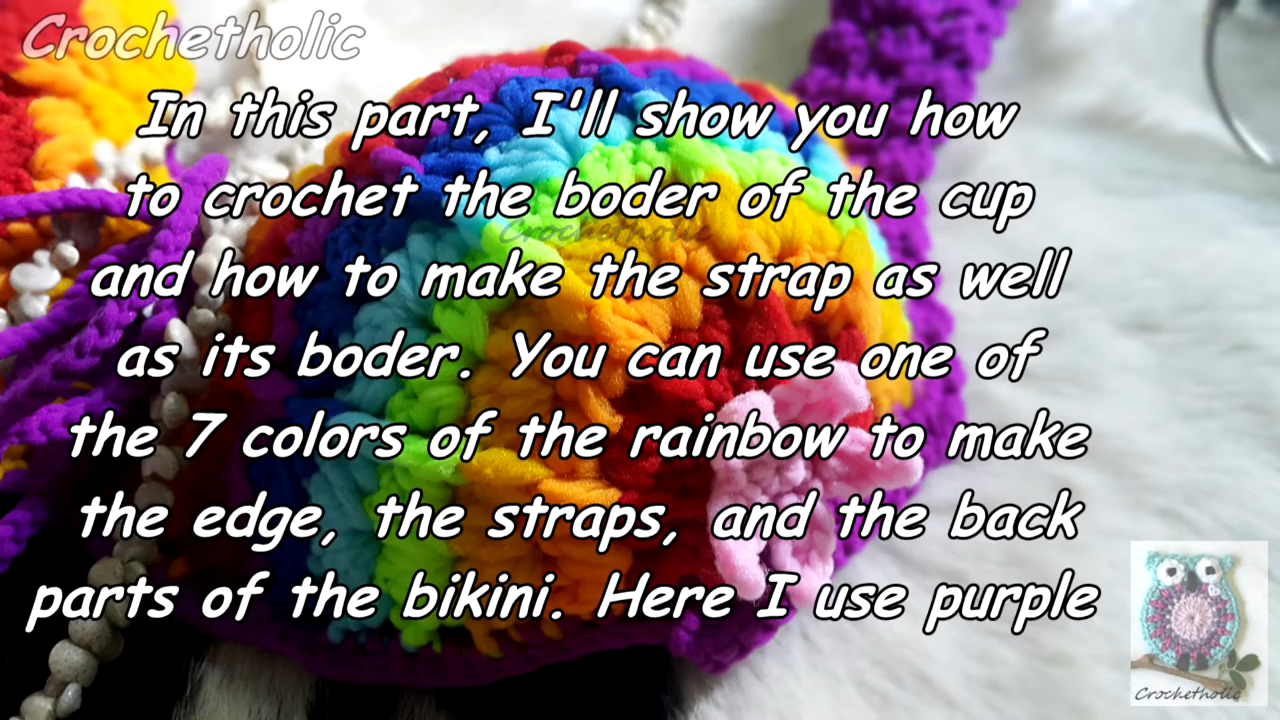 Crochetholic
In this part, I'll show you how
to crochet the boder of the cup
Crochetholic
and how to make the strap as well
as its boder. You can use one of
the 7 colors of the rainbow to make
the edge, the straps, and the back
parts of the bikini. Here I use purple
Crochetholic